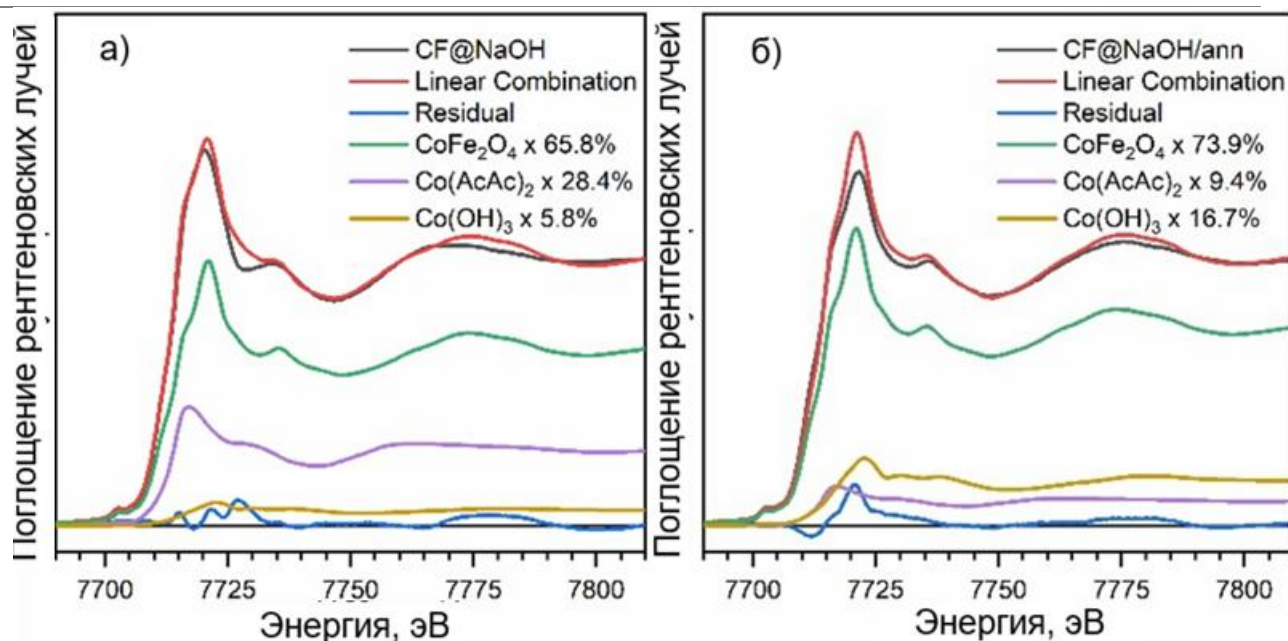 Поглощение рентгеновских лучей
а)
CF@NaOH
Linear Combination
Residual
CoFe₂O₄ x 65.8%
Co(AcAc)₂ x 28.4%
Co(OH)₃ x 5.8%
7700 7725 7775 7800
Энергия, эВ
Поглощение рентгеновских лучей
б)
CF@NaOH/ann
Linear Combination
Residual
CoFe₂O₄ x 73.9%
Co(AcAc)₂ x 9.4%
Co(OH)₃ x 16.7%
7700 7725 7750 7775 7800
Энергия, эВ